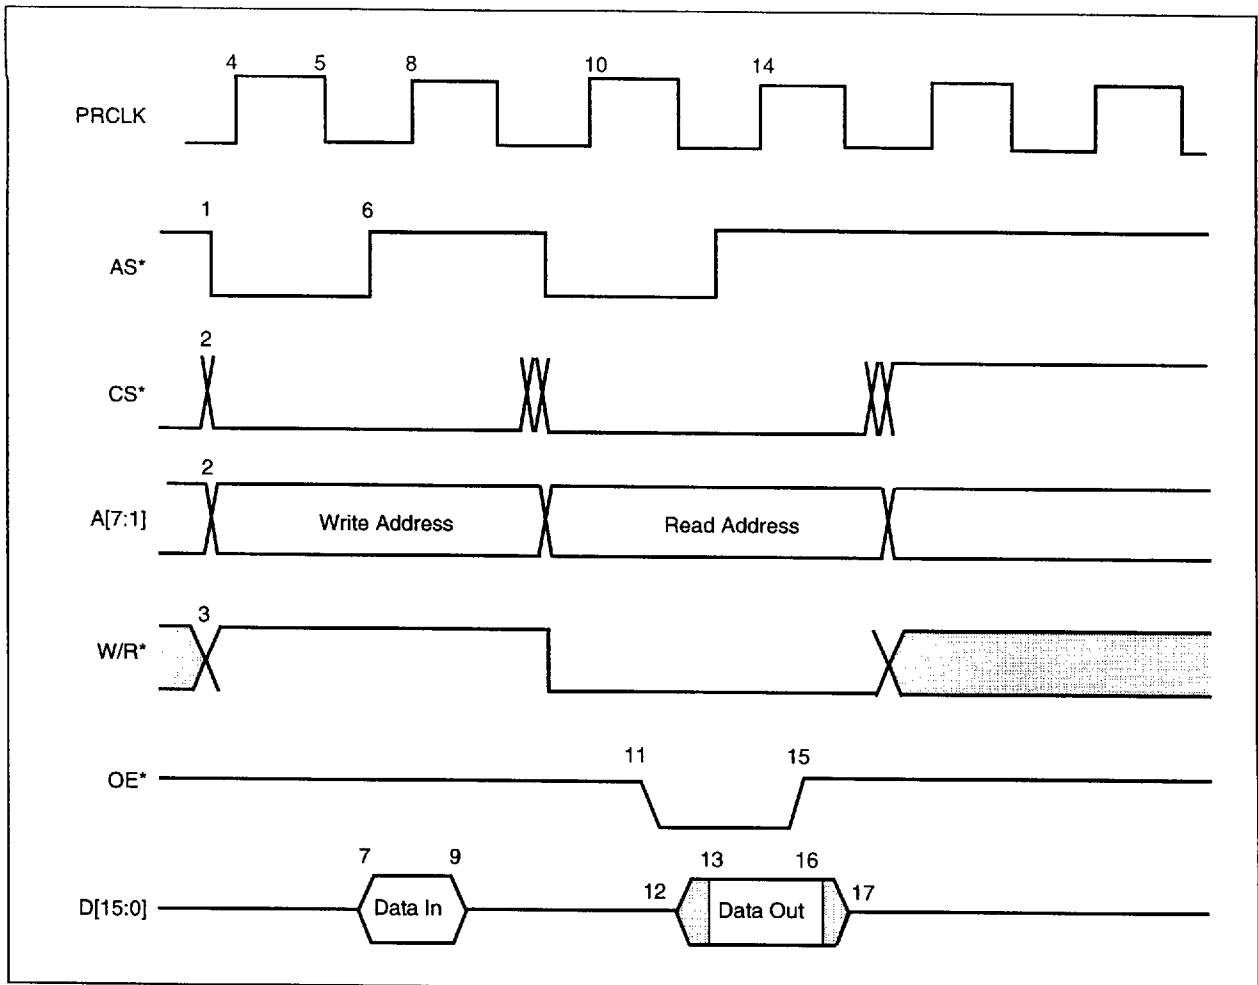 4 5 8 10 14
PRCLK
1 6
AS*
2
CS*
2
A[7:1] Write Address Read Address
3
W/R*
11 15
OE*
7 9 12 13 16 17
D[15:0] Data In Data Out